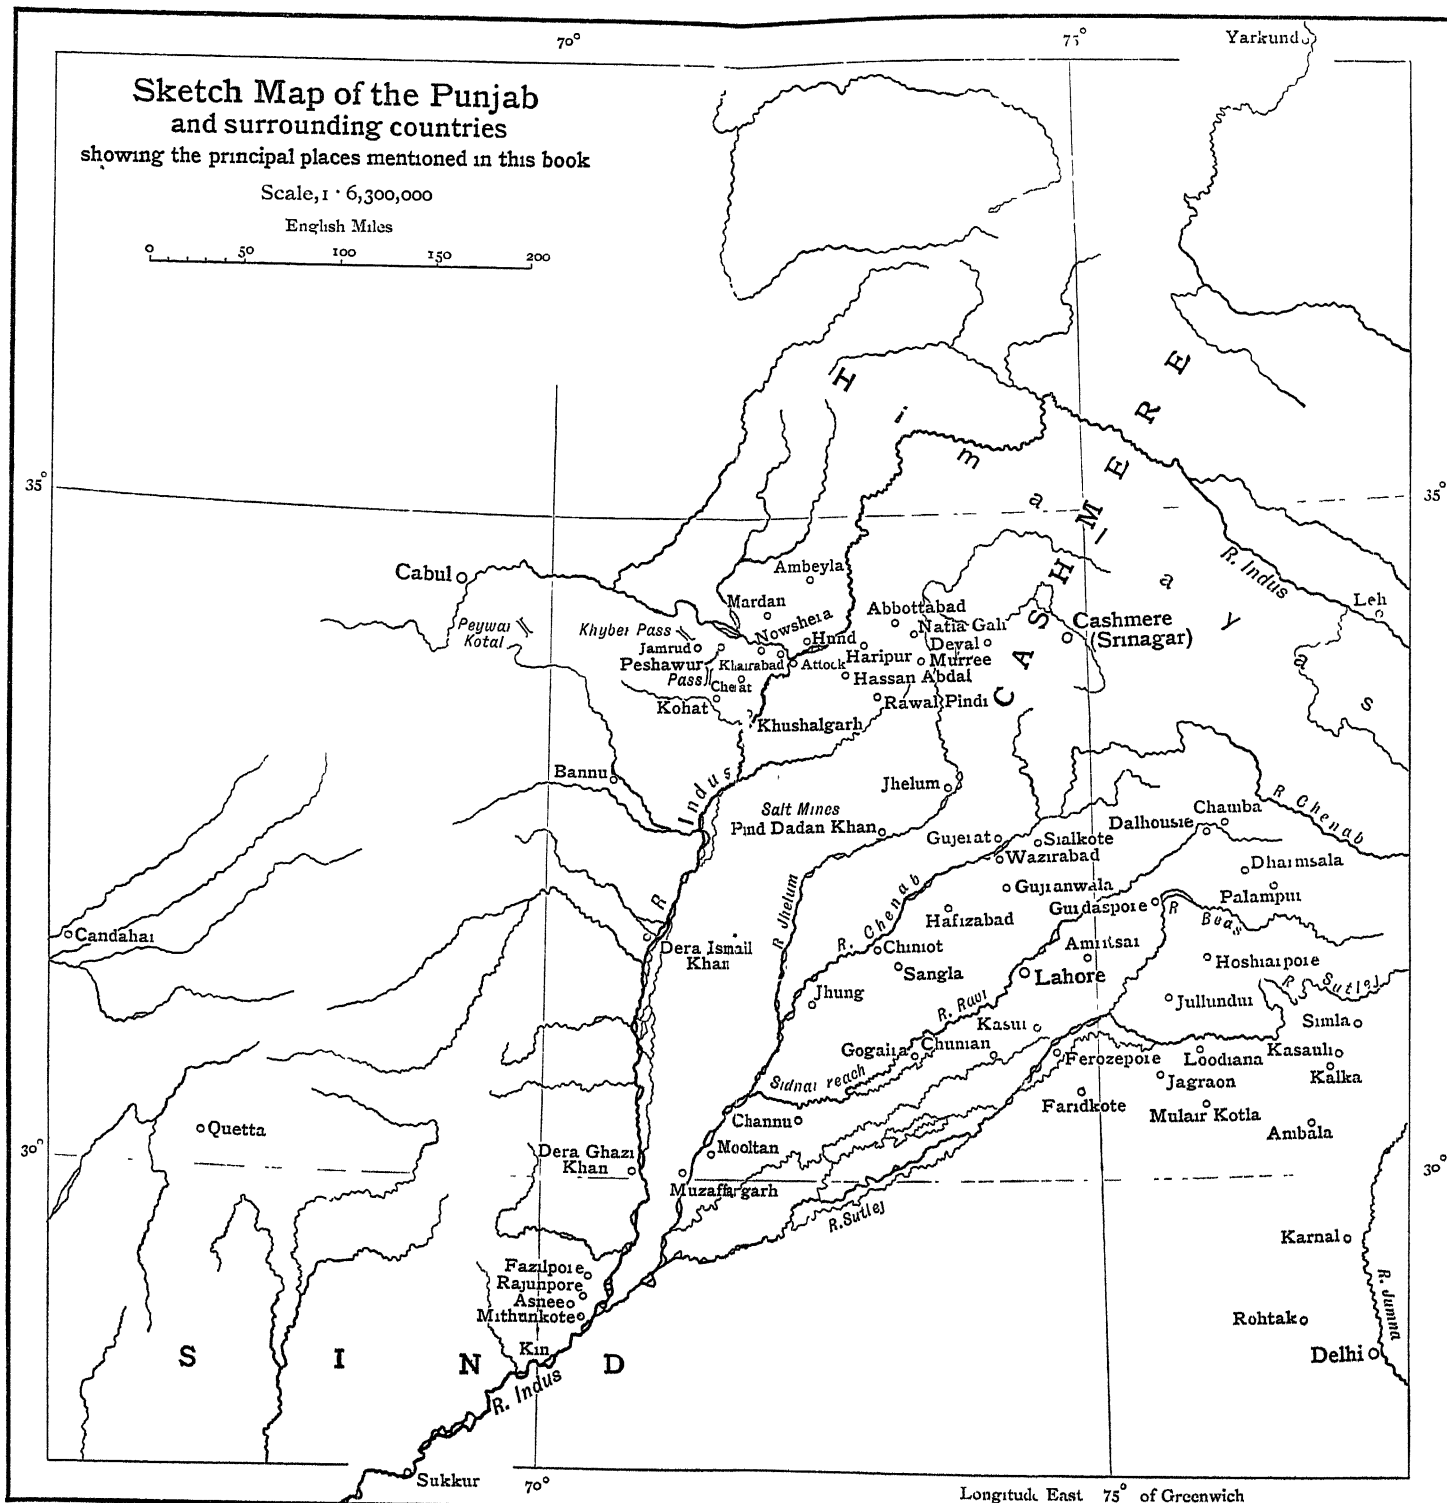 70°
75°
Yarkund
Sketch Map of the Punjab
and surrounding countries
showing the principal places mentioned in this book
Scale, 1 · 6,300,000
English Miles
0 50 100 150 200
35°
35°
Himalayas
CASHMERE
R. Indus
Leh
Cabul
Ambeyla
Mardan
Abbottabad
Peywar
Kotal
Khyber Pass
Nowshera
Hund
Natia Gali
Cashmere
(Srinagar)
Jamrud
Deval
Peshawur
Khairabad
Attock
Haripur
Murree
Pass
Cherat
Hassan Abdal
Kohat
Rawal Pindi
Khushalgarh
Bannu
R Indus
Jhelum
Salt Mines
Pind Dadan Khan
Gujerat
Sialkote
Wazirabad
Dalhousie
Chamba
R Chenab
Dharmsala
Gujranwala
Palampur
Hafizabad
Gurdaspore
R Beas
Candahar
Dera Ismail
Khan
R Jhelum
R. Chenab
Chiniot
Amritsar
Hoshiarpore
Sangla
Lahore
R Sutlej
Jhung
R. Ravi
Jullundur
Simla
Kasur
Gogaira
Chunian
Ferozepore
Loodiana
Kasauli
Sidnai reach
Jagraon
Kalka
Faridkote
Mulair Kotla
Channu
Ambala
Quetta
30°
30°
Mooltan
Dera Ghazi
Khan
Muzaffargarh
R. Sutlej
Karnal
Fazilpore
Rajunpore
Asnee
Mithunkote
R. Jumna
Rohtak
Kin
Delhi
SIND
R. Indus
Sukkur
70°
Longitude East 75° of Greenwich